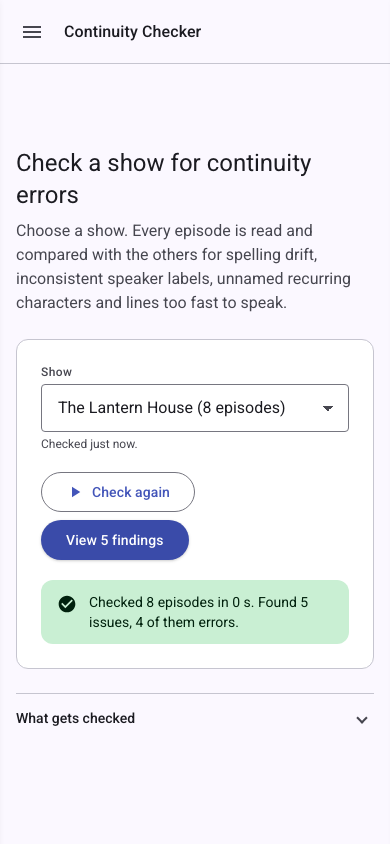 Continuity Checker
Check a show for continuity
errors
Choose a show. Every episode is read and
compared with the others for spelling drift,
inconsistent speaker labels, unnamed recurring
characters and lines too fast to speak.
Show
The Lantern House (8 episodes)
Checked just now.
Check again
View 5 findings
Checked 8 episodes in 0 s. Found 5
issues, 4 of them errors.
What gets checked